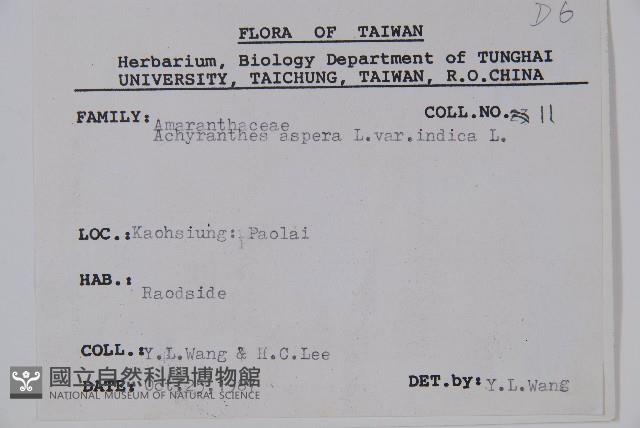 D6
FLORA OF TAIWAN
Herbarium, Biology Department of TUNGHAI
UNIVERSITY, TAICHUNG, TAIWAN, R.O.CHINA
FAMILY: Amaranthaceae COLL.NO. 11
Achyranthes aspera L.var.indica L.
LOC.:Kaohsiung: Paolai
HAB.: Raodside
COLL.:Y.L.Wang & H.C.Lee
DATE: DET.by: Y.L.Wang
國立自然科學博物館
NATIONAL MUSEUM OF NATURAL SCIENCE